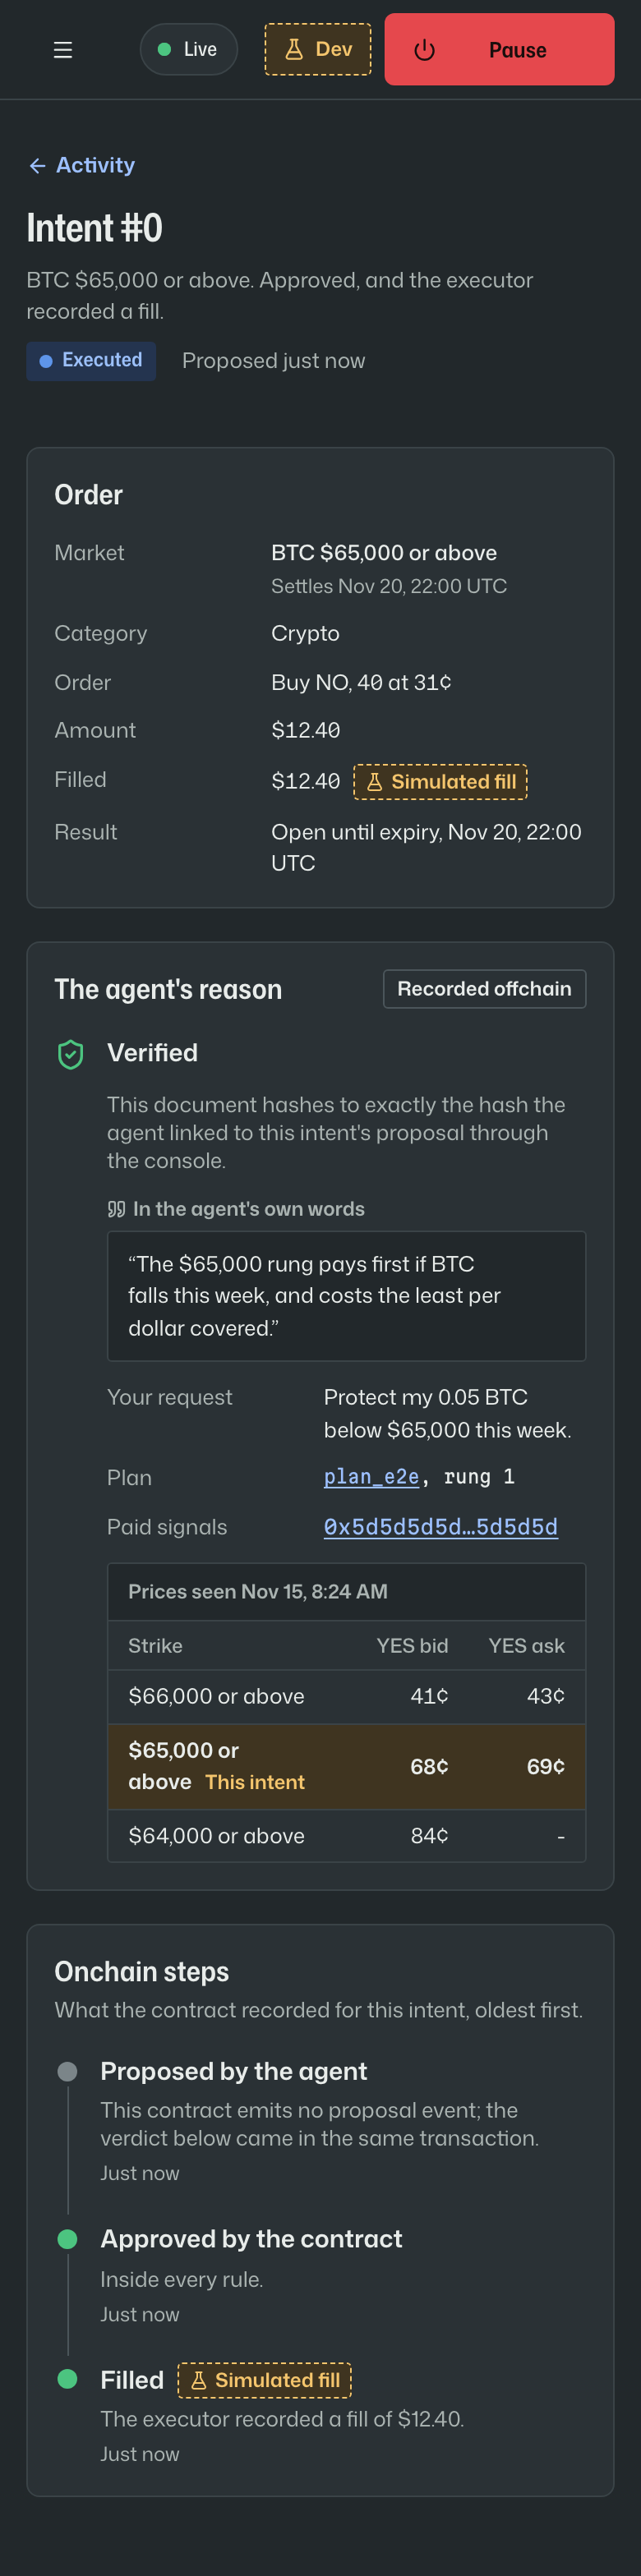 Live
Dev
Pause
← Activity
Intent #0
BTC $65,000 or above. Approved, and the executor
recorded a fill.
Executed
Proposed just now
Order
Market
BTC $65,000 or above
Settles Nov 20, 22:00 UTC
Category
Crypto
Order
Buy NO, 40 at 31¢
Amount
$12.40
Filled
$12.40
Simulated fill
Result
Open until expiry, Nov 20, 22:00
UTC
The agent's reason
Recorded offchain
Verified
This document hashes to exactly the hash the
agent linked to this intent's proposal through
the console.
In the agent's own words
“The $65,000 rung pays first if BTC
falls this week, and costs the least per
dollar covered.”
Your request
Protect my 0.05 BTC
below $65,000 this week.
Plan
plan_e2e, rung 1
Paid signals
0x5d5d5d5d…5d5d5d
Prices seen Nov 15, 8:24 AM
Strike YES bid YES ask
$66,000 or above 41¢ 43¢
$65,000 or
above This intent 68¢ 69¢
$64,000 or above 84¢ -
Onchain steps
What the contract recorded for this intent, oldest first.
Proposed by the agent
This contract emits no proposal event; the
verdict below came in the same transaction.
Just now
Approved by the contract
Inside every rule.
Just now
Filled
Simulated fill
The executor recorded a fill of $12.40.
Just now